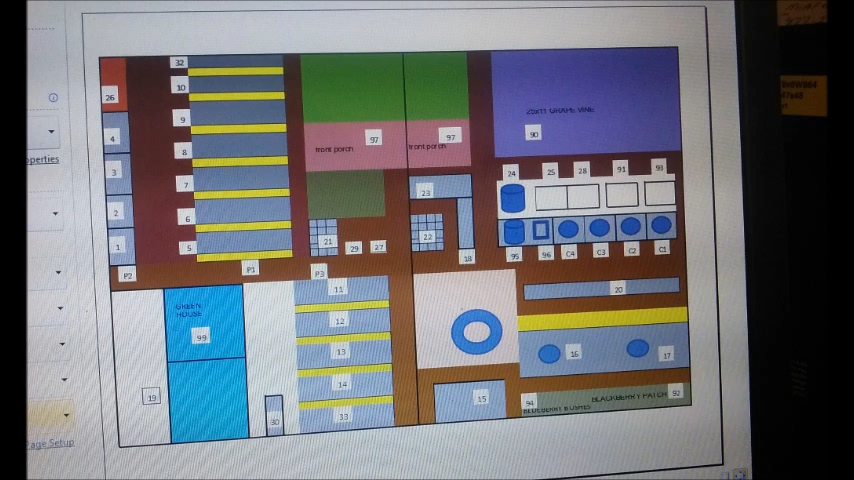 32
26
10
9
4
8
3
7
2
6
1
5
P2
P1
P3
front porch
97
front porch
97
25x11 GRAPE VINE
90
24
25
28
91
93
23
21
29
27
22
18
95
96
C4
C3
C2
C1
GREEN
HOUSE
99
19
30
11
12
13
14
33
20
16
17
15
94
BLUEBERRY BUSHES
BLACKBERRY PATCH
92
operties
Page Setup